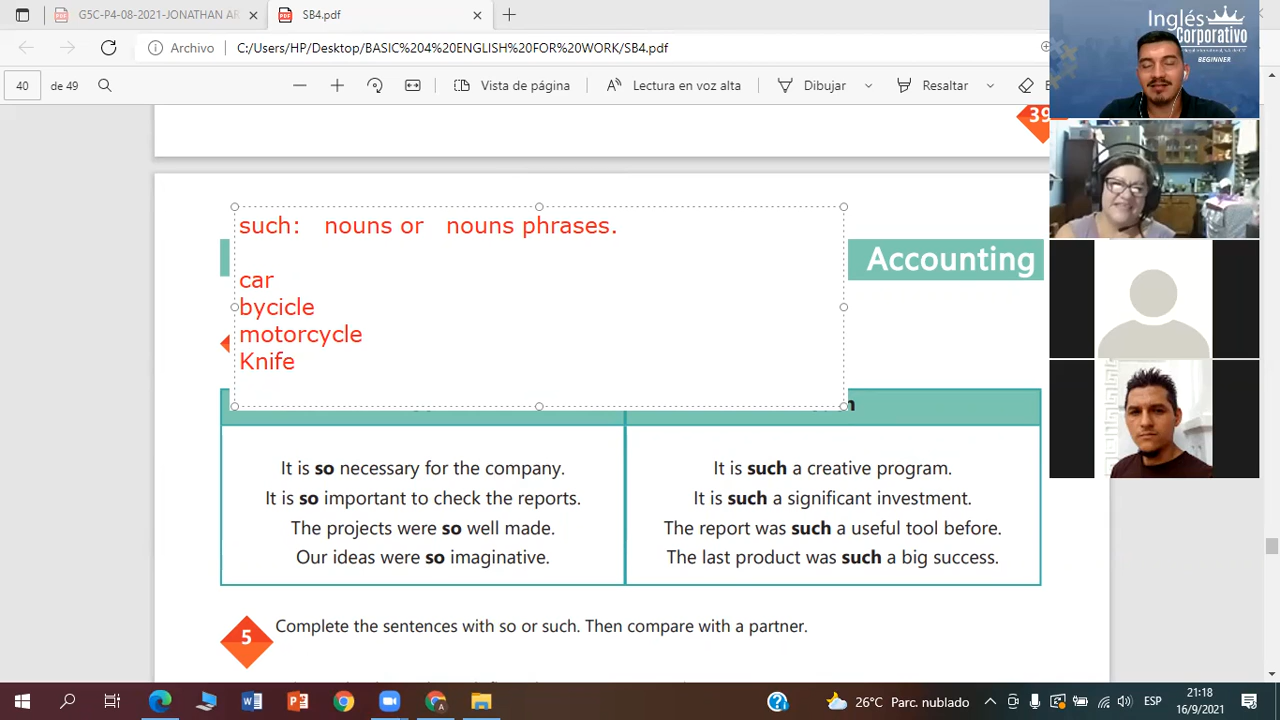 G5C-P4-08-2021-JONATHAN AR
SB4.pdf
Archivo
C:/Users/HP/Desktop/BASIC%204%20ENGLISH%20FOR%20WORK/SB4.pdf
40
de 49
Vista de página
Lectura en voz alta
Dibujar
Resaltar
39
such: nouns or nouns phrases.
car
bycicle
motorcycle
Knife
Accounting
It is so necessary for the company.
It is so important to check the reports.
The projects were so well made.
Our ideas were so imaginative.
It is such a creative program.
It is such a significant investment.
The report was such a useful tool before.
The last product was such a big success.
5
Complete the sentences with so or such. Then compare with a partner.
Inglés
Corporativo
BEGINNER
26°C Parc. nublado
ESP
21:18
16/9/2021